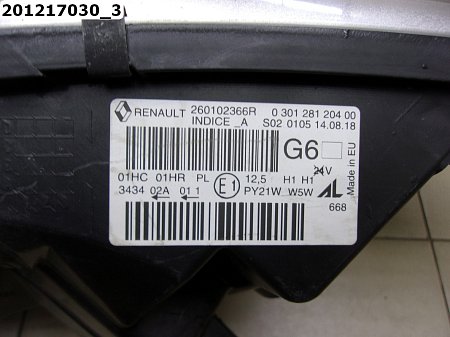 201217030_3
RENAULT 260102366R 0 301 281 204 00
INDICE _A S02 0105 14.08.18
G6
24V
Made in EU
01HC 01HR PL E1 12,5 H1 H1
3434 02A 01 1 PY21W W5W AL
668